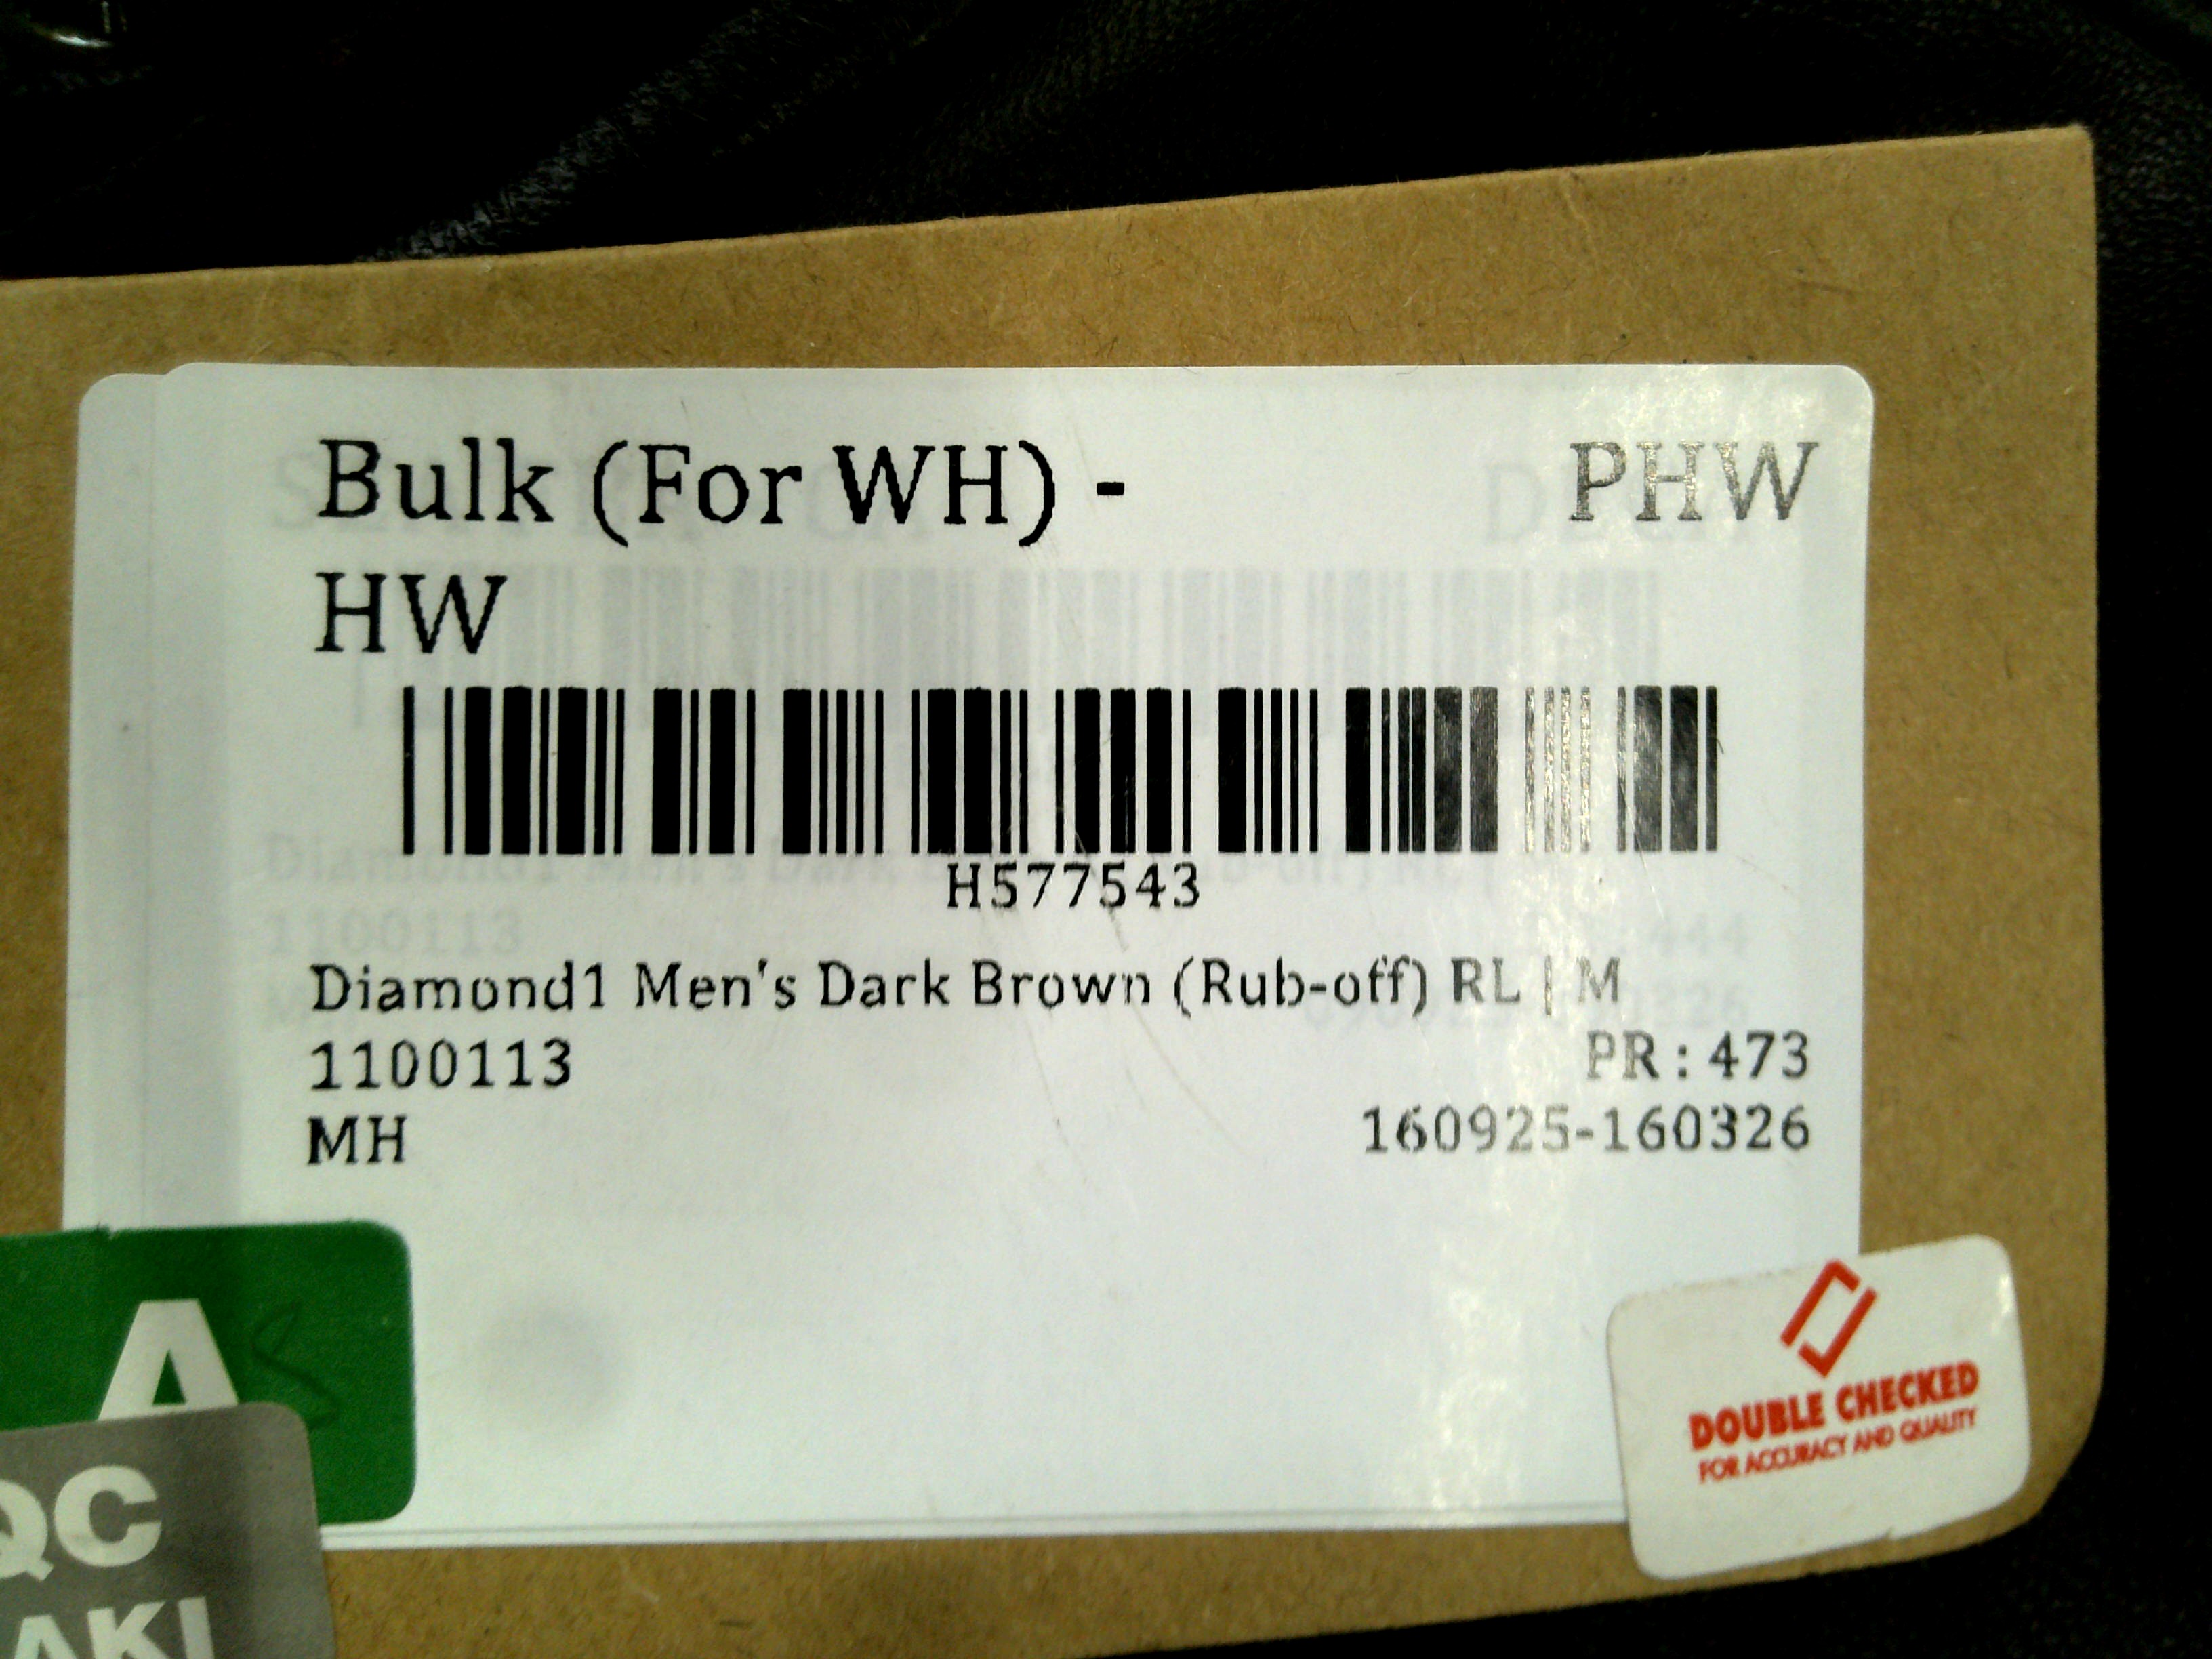 Bulk (For WH) - PHW
HW
H577543
Diamond1 Men's Dark Brown (Rub-off) RL | M
1100113 PR : 473
MH 160925-160326
A
QC
AKI
DOUBLE CHECKED
FOR ACCURACY AND QUALITY